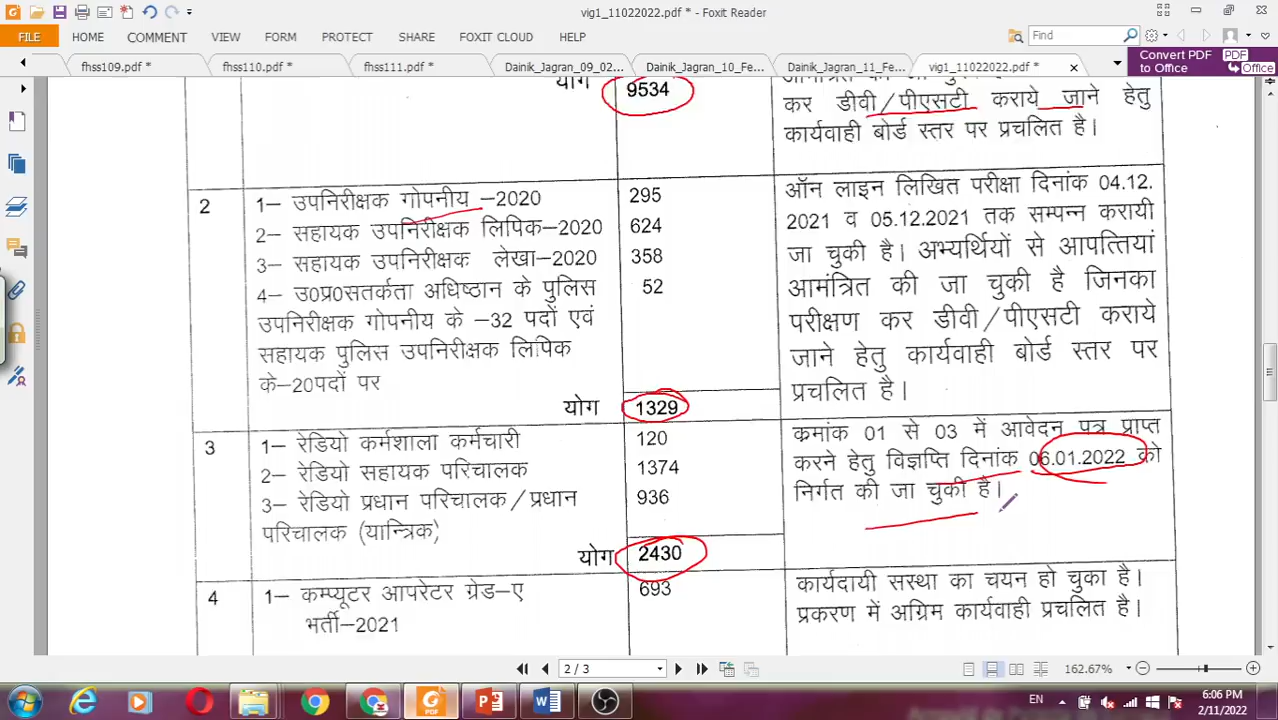 vig1_11022022.pdf * - Foxit Reader
FILE HOME COMMENT VIEW FORM PROTECT SHARE FOXIT CLOUD HELP Find
fhss109.pdf * fhss110.pdf * fhss111.pdf * Dainik_Jagran_09_02... Dainik_Jagran_10_Fe... Dainik_Jagran_11_Fe... vig1_11022022.pdf * Convert PDF to Office PDF Office
योग 9534
कर डीवी/पीएसटी कराये जाने हेतु
कार्यवाही बोर्ड स्तर पर प्रचलित है।
2 1– उपनिरीक्षक गोपनीय –2020 295 ऑन लाइन लिखित परीक्षा दिनांक 04.12.
2– सहायक उपनिरीक्षक लिपिक–2020 624 2021 व 05.12.2021 तक सम्पन्न करायी
3– सहायक उपनिरीक्षक लेखा–2020 358 जा चुकी है। अभ्यर्थियों से आपत्तियां
4– उ0प्र0सतर्कता अधिष्ठान के पुलिस 52 आमंत्रित की जा चुकी है जिनका
उपनिरीक्षक गोपनीय के –32 पदों एवं परीक्षण कर डीवी/पीएसटी कराये
सहायक पुलिस उपनिरीक्षक लिपिक जाने हेतु कार्यवाही बोर्ड स्तर पर
के–20पदों पर प्रचलित है।
योग 1329
3 1– रेडियो कर्मशाला कर्मचारी 120 क्रमांक 01 से 03 में आवेदन पत्र प्राप्त
2– रेडियो सहायक परिचालक 1374 करने हेतु विज्ञप्ति दिनांक 06.01.2022 को
3– रेडियो प्रधान परिचालक/प्रधान 936 निर्गत की जा चुकी है।
परिचालक (यान्त्रिक)
योग 2430
4 1– कम्प्यूटर आपरेटर ग्रेड–ए 693 कार्यदायी संस्था का चयन हो चुका है।
भर्ती–2021 प्रकरण में अग्रिम कार्यवाही प्रचलित है।
2 / 3 162.67%
EN 6:06 PM
2/11/2022